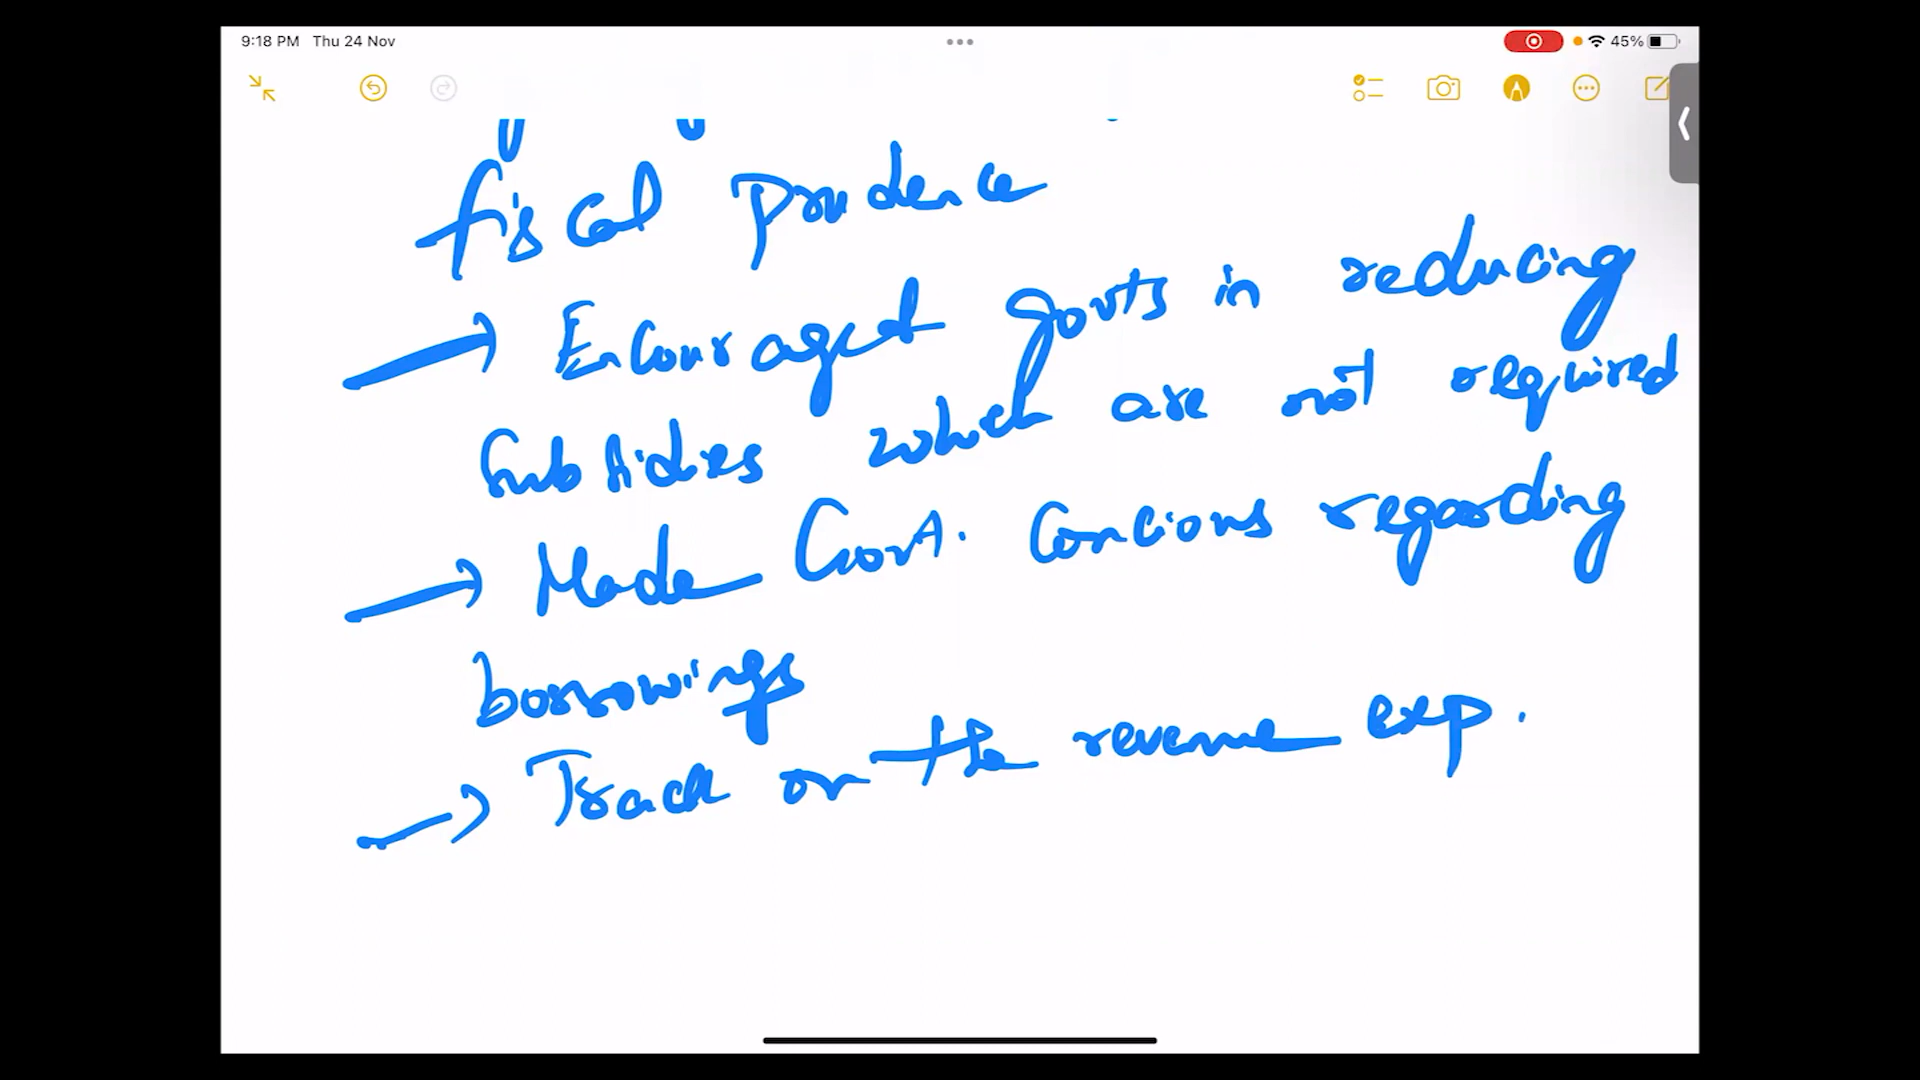 9:18 PM Thu 24 Nov
45%
fiscal prudence
→ Encouraged govts in reducing
subsidies which are not required
→ Made Govt. Concious regarding
borrowings
→ Track on the revenue exp.